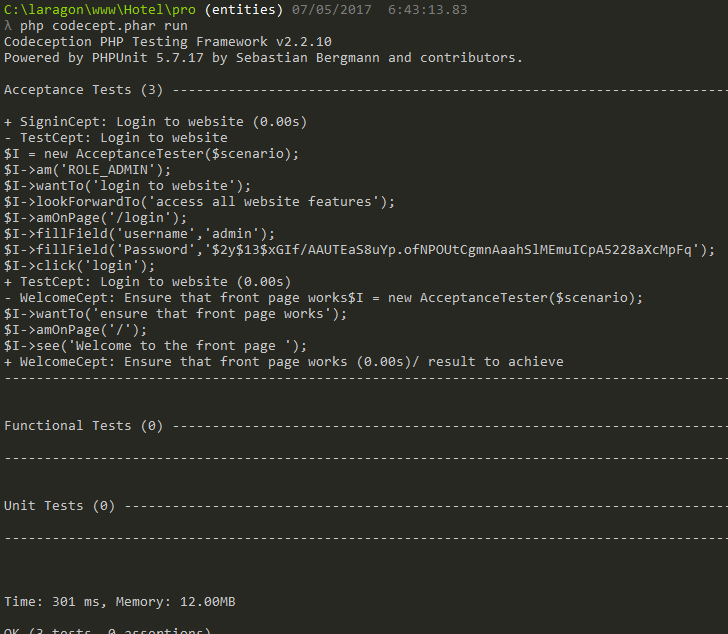 C:\laragon\www\Hotel\pro (entities) 07/05/2017  6:43:13.83
λ php codecept.phar run
Codeception PHP Testing Framework v2.2.10
Powered by PHPUnit 5.7.17 by Sebastian Bergmann and contributors.
Acceptance Tests (3) ----------------------------------------------------------------------
+ SigninCept: Login to website (0.00s)
- TestCept: Login to website
$I = new AcceptanceTester($scenario);
$I->am('ROLE_ADMIN');
$I->wantTo('login to website');
$I->lookForwardTo('access all website features');
$I->amOnPage('/login');
$I->fillField('username','admin');
$I->fillField('Password','$2y$13$xGIf/AAUTEaS8uYp.ofNPOUtCgmnAaahSlMEmuICpA5228aXcMpFq');
$I->click('login');
+ TestCept: Login to website (0.00s)
- WelcomeCept: Ensure that front page works$I = new AcceptanceTester($scenario);
$I->wantTo('ensure that front page works');
$I->amOnPage('/');
$I->see('Welcome to the front page ');
+ WelcomeCept: Ensure that front page works (0.00s)/ result to achieve
-------------------------------------------------------------------------------------------
Functional Tests (0) ----------------------------------------------------------------------
-------------------------------------------------------------------------------------------
Unit Tests (0) ----------------------------------------------------------------------------
-------------------------------------------------------------------------------------------
Time: 301 ms, Memory: 12.00MB
OK (3 tests, 0 assertions)